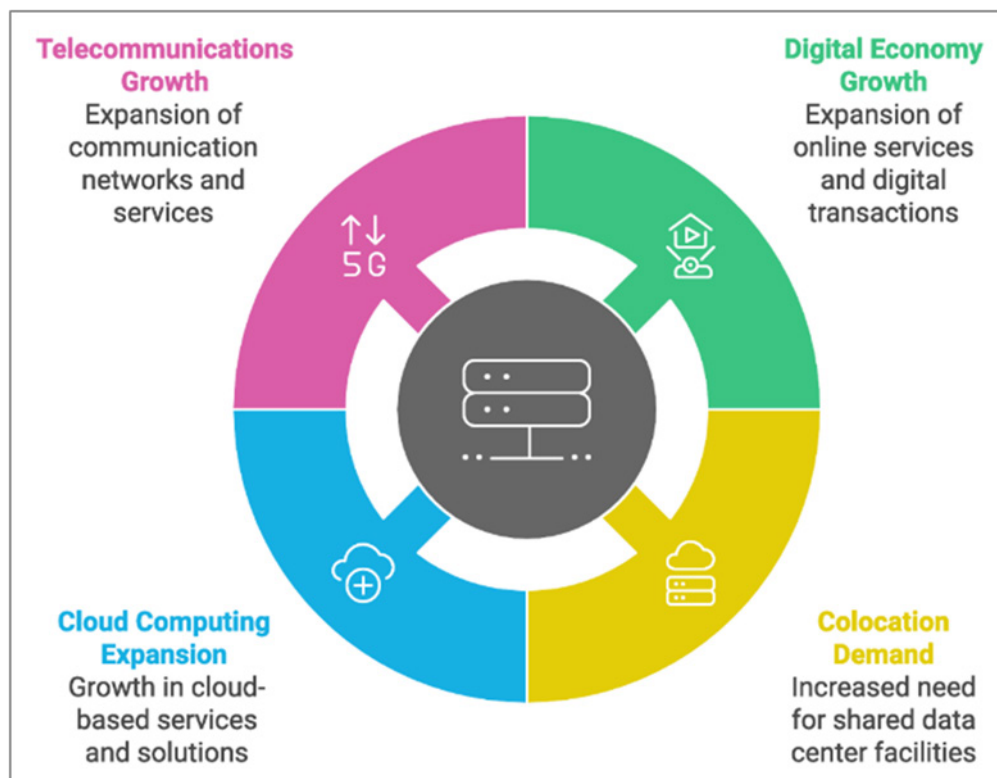 Telecommunications
Growth
Expansion of
communication
networks and
services
Digital Economy
Growth
Expansion of
online services
and digital
transactions
5G
Cloud Computing
Expansion
Growth in cloud-
based services
and solutions
Colocation
Demand
Increased need
for shared data
center facilities